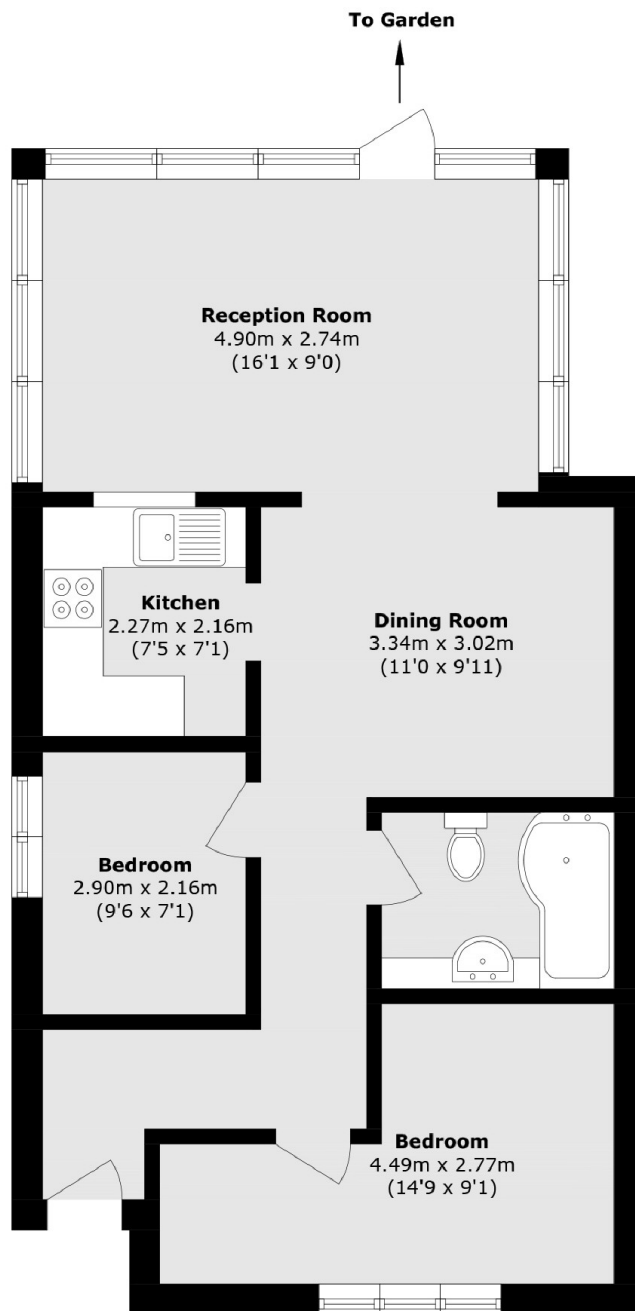 To Garden
Reception Room
4.90m x 2.74m
(16'1 x 9'0)
Kitchen
2.27m x 2.16m
(7'5 x 7'1)
Dining Room
3.34m x 3.02m
(11'0 x 9'11)
Bedroom
2.90m x 2.16m
(9'6 x 7'1)
Bedroom
4.49m x 2.77m
(14'9 x 9'1)